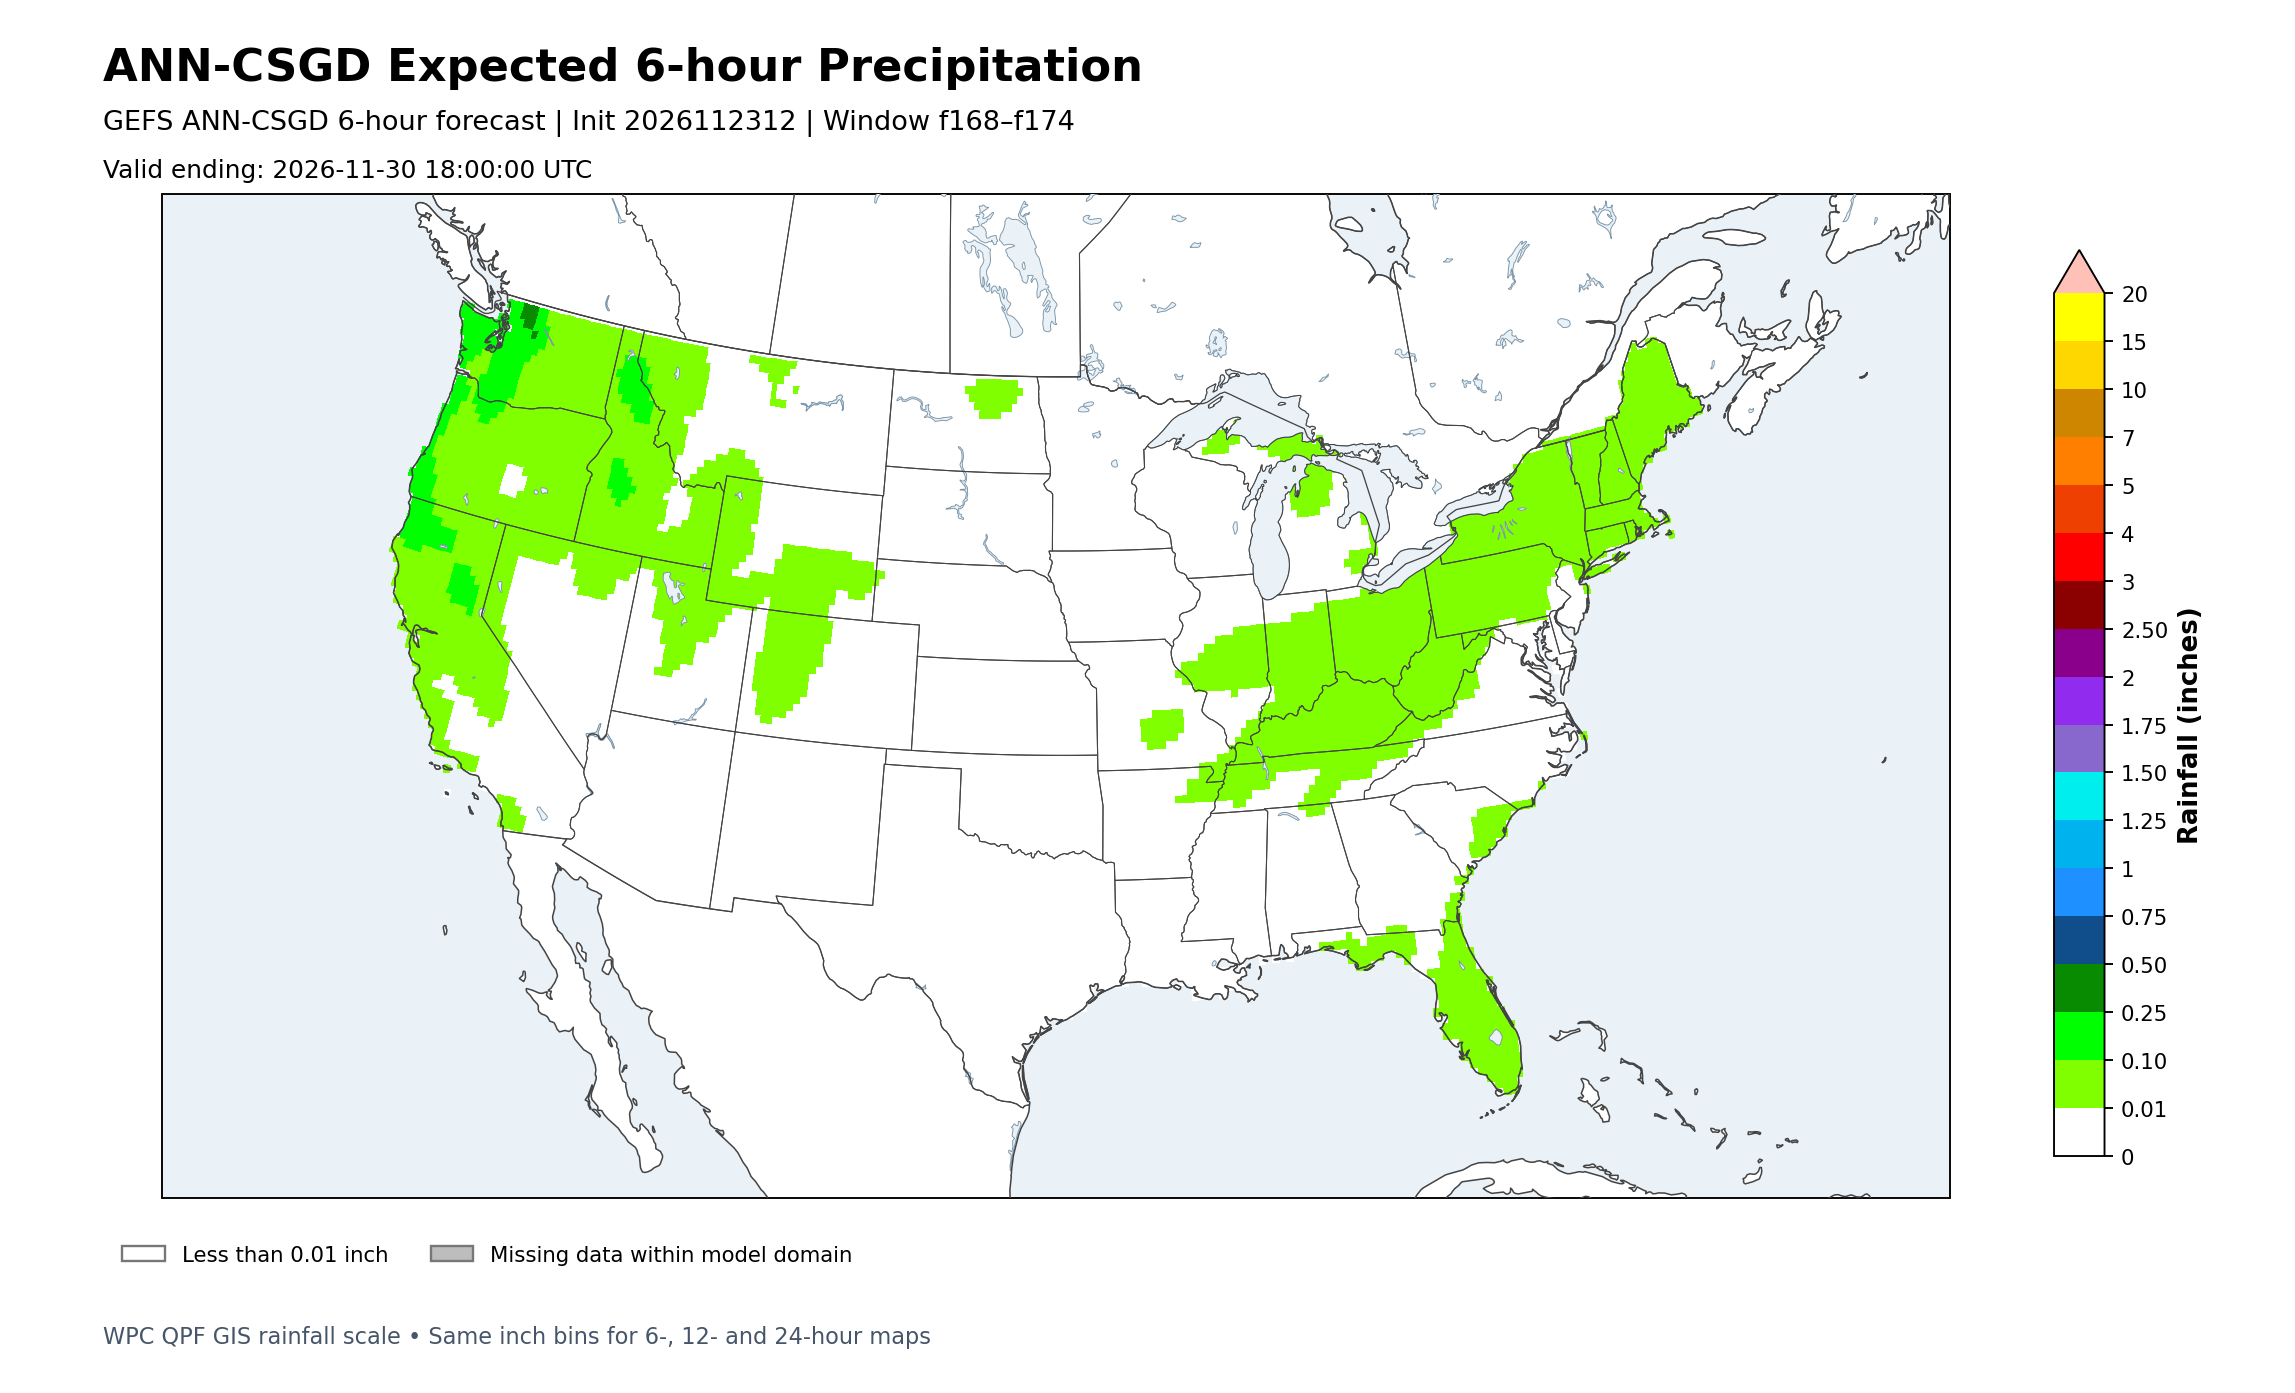 ANN-CSGD Expected 6-hour Precipitation
GEFS ANN-CSGD 6-hour forecast | Init 2026112312 | Window f168–f174
Valid ending: 2026-11-30 18:00:00 UTC
20
15
10
7
5
4
3
2.50
2
1.75
1.50
1.25
1
0.75
0.50
0.25
0.10
0.01
0
Rainfall (inches)
Less than 0.01 inch
Missing data within model domain
WPC QPF GIS rainfall scale • Same inch bins for 6-, 12- and 24-hour maps